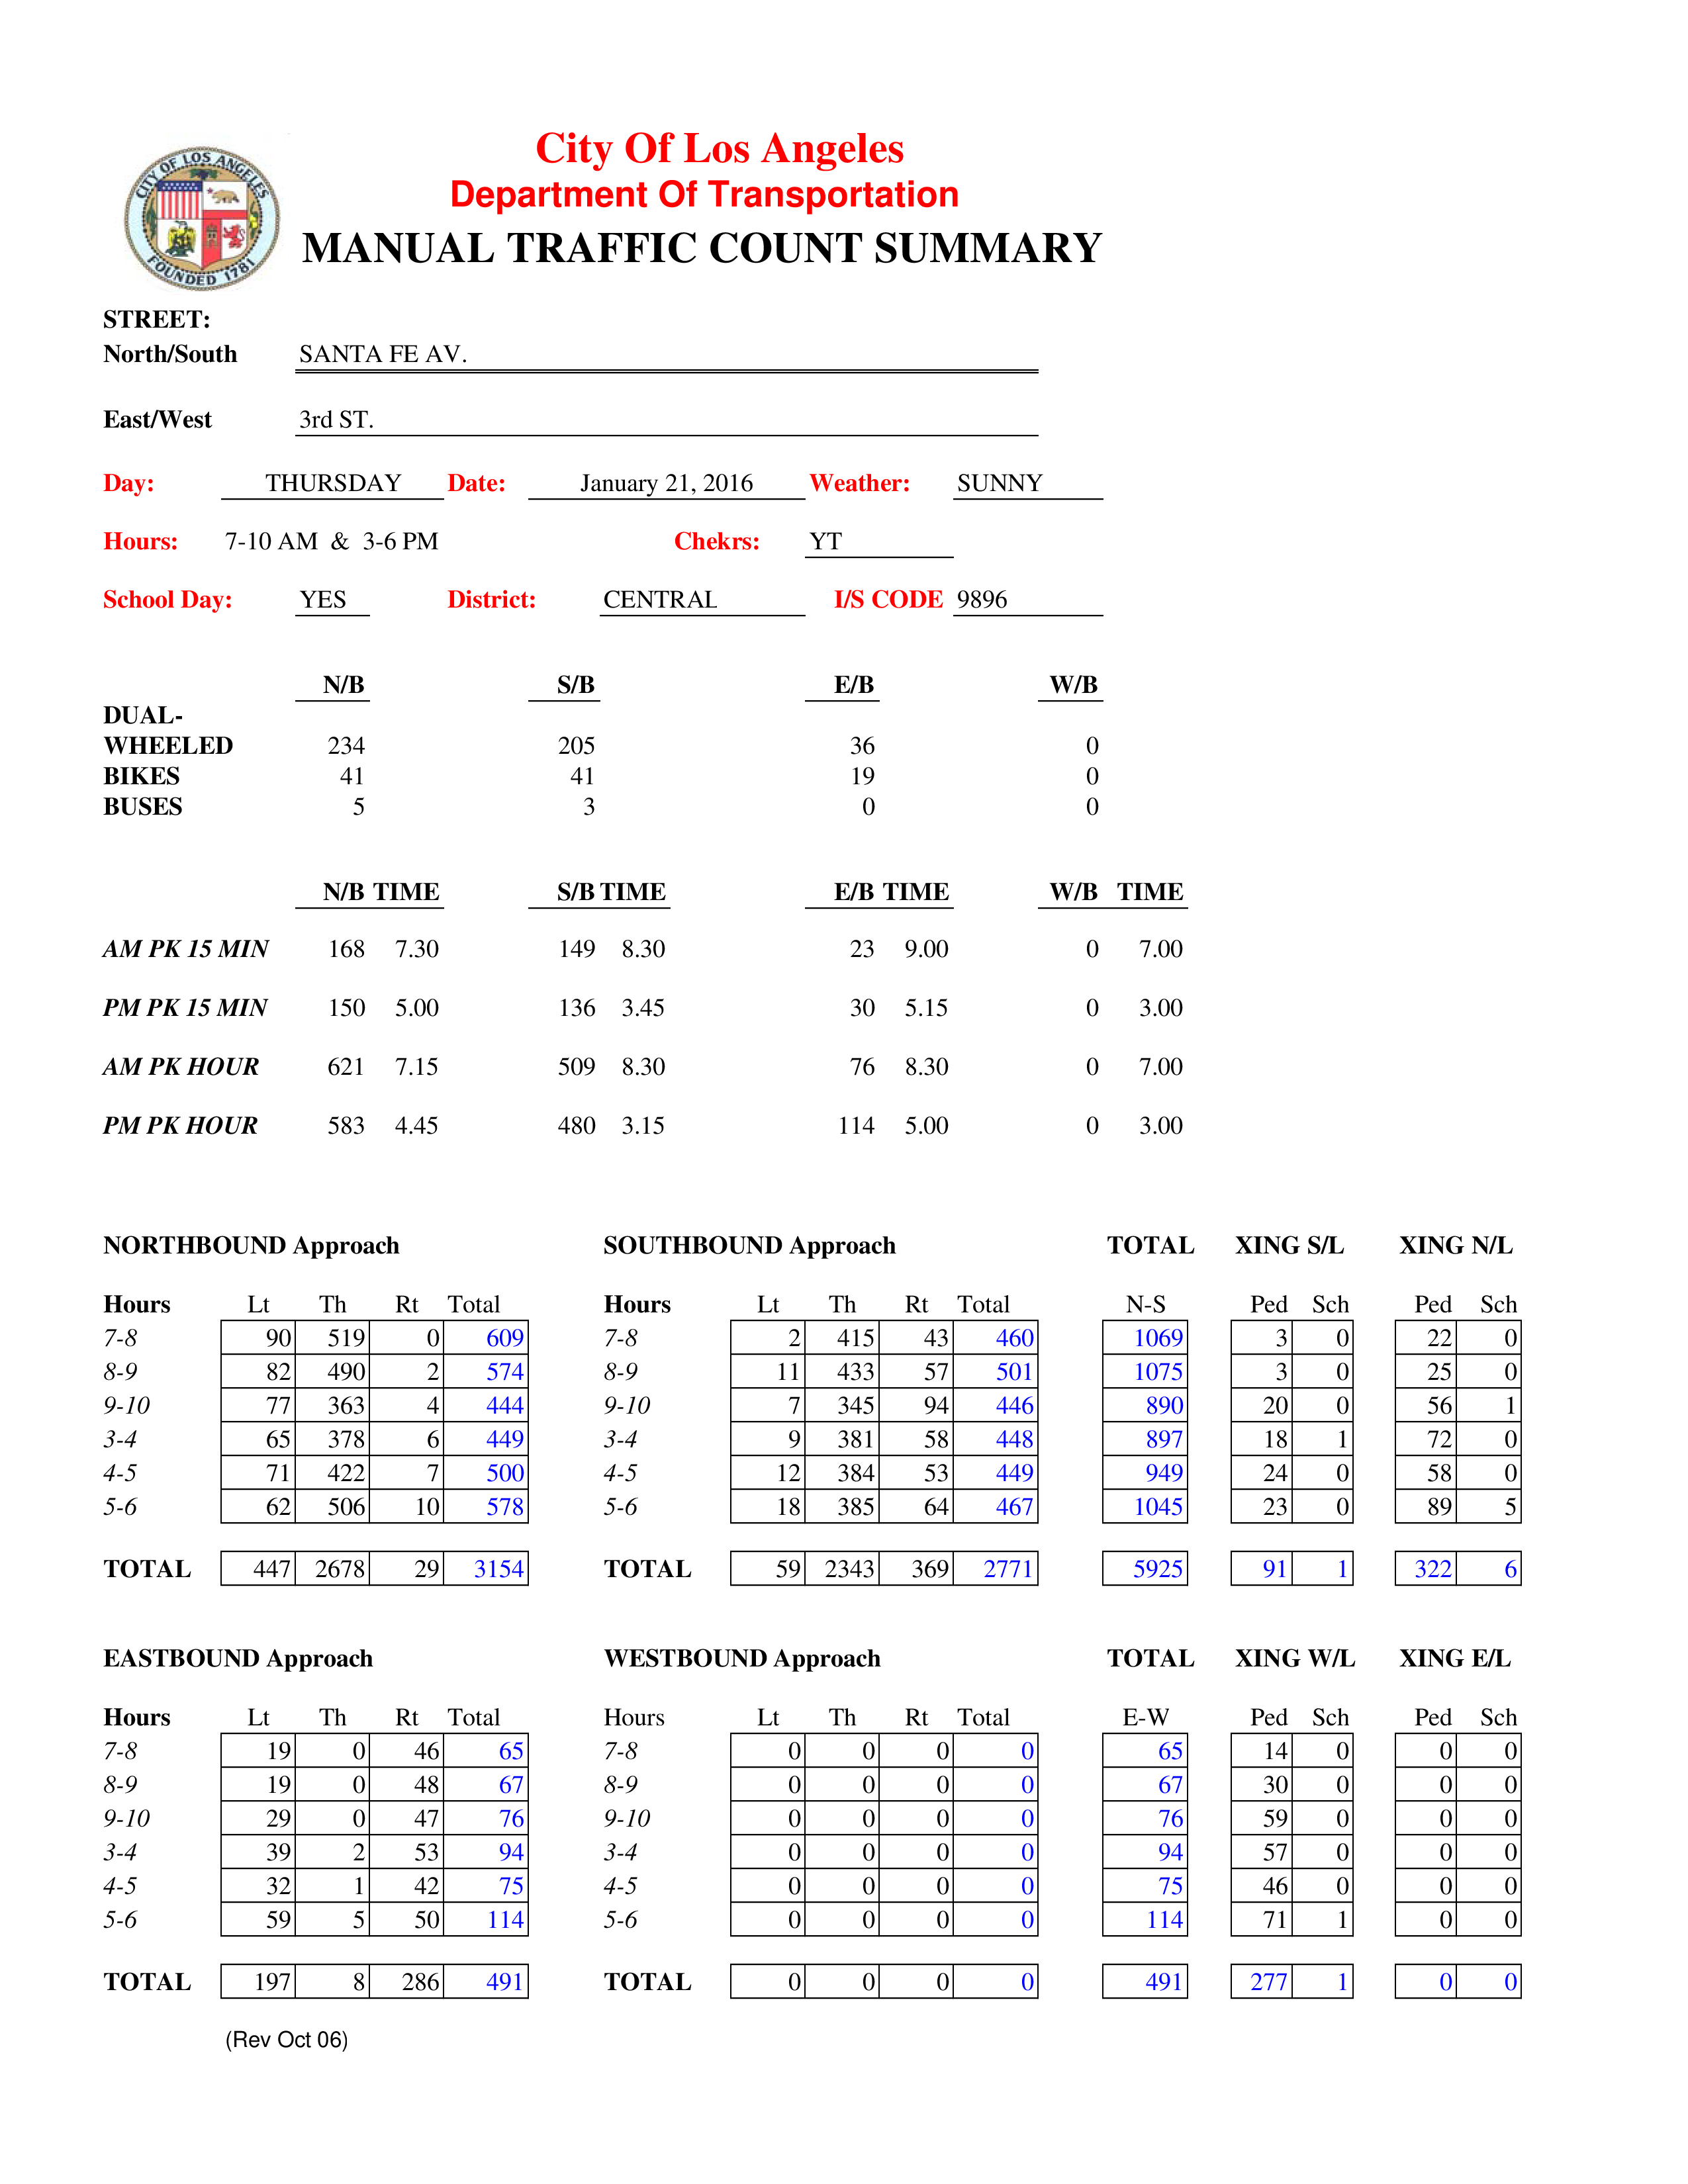 CITY OF LOS ANGELES
FOUNDED 1781
City Of Los Angeles
Department Of Transportation
MANUAL TRAFFIC COUNT SUMMARY
STREET:
North/South SANTA FE AV.
East/West 3rd ST.
Day: THURSDAY Date: January 21, 2016 Weather: SUNNY
Hours: 7-10 AM & 3-6 PM Chekrs: YT
School Day: YES District: CENTRAL I/S CODE 9896
N/B S/B E/B W/B
DUAL-
WHEELED 234 205 36 0
BIKES 41 41 19 0
BUSES 5 3 0 0
N/B TIME S/B TIME E/B TIME W/B TIME
AM PK 15 MIN 168 7.30 149 8.30 23 9.00 0 7.00
PM PK 15 MIN 150 5.00 136 3.45 30 5.15 0 3.00
AM PK HOUR 621 7.15 509 8.30 76 8.30 0 7.00
PM PK HOUR 583 4.45 480 3.15 114 5.00 0 3.00
NORTHBOUND Approach SOUTHBOUND Approach TOTAL XING S/L XING N/L
Hours Lt Th Rt Total Hours Lt Th Rt Total N-S Ped Sch Ped Sch
7-8 90 519 0 609 7-8 2 415 43 460 1069 3 0 22 0
8-9 82 490 2 574 8-9 11 433 57 501 1075 3 0 25 0
9-10 77 363 4 444 9-10 7 345 94 446 890 20 0 56 1
3-4 65 378 6 449 3-4 9 381 58 448 897 18 1 72 0
4-5 71 422 7 500 4-5 12 384 53 449 949 24 0 58 0
5-6 62 506 10 578 5-6 18 385 64 467 1045 23 0 89 5
TOTAL 447 2678 29 3154 TOTAL 59 2343 369 2771 5925 91 1 322 6
EASTBOUND Approach WESTBOUND Approach TOTAL XING W/L XING E/L
Hours Lt Th Rt Total Hours Lt Th Rt Total E-W Ped Sch Ped Sch
7-8 19 0 46 65 7-8 0 0 0 0 65 14 0 0 0
8-9 19 0 48 67 8-9 0 0 0 0 67 30 0 0 0
9-10 29 0 47 76 9-10 0 0 0 0 76 59 0 0 0
3-4 39 2 53 94 3-4 0 0 0 0 94 57 0 0 0
4-5 32 1 42 75 4-5 0 0 0 0 75 46 0 0 0
5-6 59 5 50 114 5-6 0 0 0 0 114 71 1 0 0
TOTAL 197 8 286 491 TOTAL 0 0 0 0 491 277 1 0 0
(Rev Oct 06)